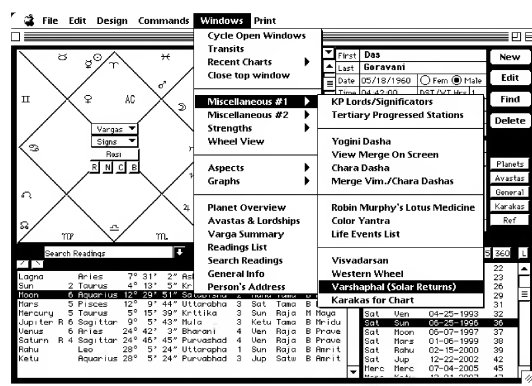 File Edit Design Commands Windows Print
Cycle Open Windows
Transits
Recent Charts
Close top window
Miscellaneous #1
Miscellaneous #2
Strengths
Wheel View
Aspects
Graphs
Planet Overview
Avastas & Lordships
Varga Summary
Readings List
Search Readings
General Info
Person's Address
KP Lords/Significators
Tertiary Progressed Stations
Yogini Dasha
View Merge On Screen
Chara Dasha
Merge Vim./Chara Dashas
Robin Murphy's Lotus Medicine
Color Yantra
Life Events List
Visvadarsan
Western Wheel
Varshaphal (Solar Returns)
Karakas for Chart
First Das
Last Goravani
Date 05/18/1960 Fem Male
Time 04:42:00
New
Edit
Find
Delete
Planets
Avastas
General
Karakas
Ref
AC
Vargas
Signs
Rasi
R N C B
Search Readings
360
Lagna Aries 7° 31' 2"
Sun 2 Taurus 4° 13' 5"
Moon 6 Aquarius 12° 29' 51"
Mars 5 Pisces 12° 9' 44" Uttarabha 3 Sat Tama B
Mercury 5 Taurus 5° 15' 39" Krttika 3 Sun Raja M Maya
Jupiter R 6 Sagittar 9° 5' 43" Mula 3 Ketu Tama B Mridu
Venus 6 Aries 24° 42' 3" Bharani 4 Ven Raja B Prave
Saturn R 4 Sagittar 24° 46' 45" Purvashad 4 Ven Raja B Prave
Rahu Leo 28° 5' 24" Uttarapha 1 Sun Raja B Amrit
Ketu Aquarius 28° 5' 24" Purvabhad 3 Jup Satu B Amrit
22
23
26
29
31
Sat Ven 04-25-1993 32
Sat Sun 06-25-1996 36
Sat Moon 06-07-1997 37
Sat Mars 01-06-1999 38
Sat Rahu 02-15-2000 39
Sat Jup 12-22-2002 42
Merc Merc 07-04-2005 45